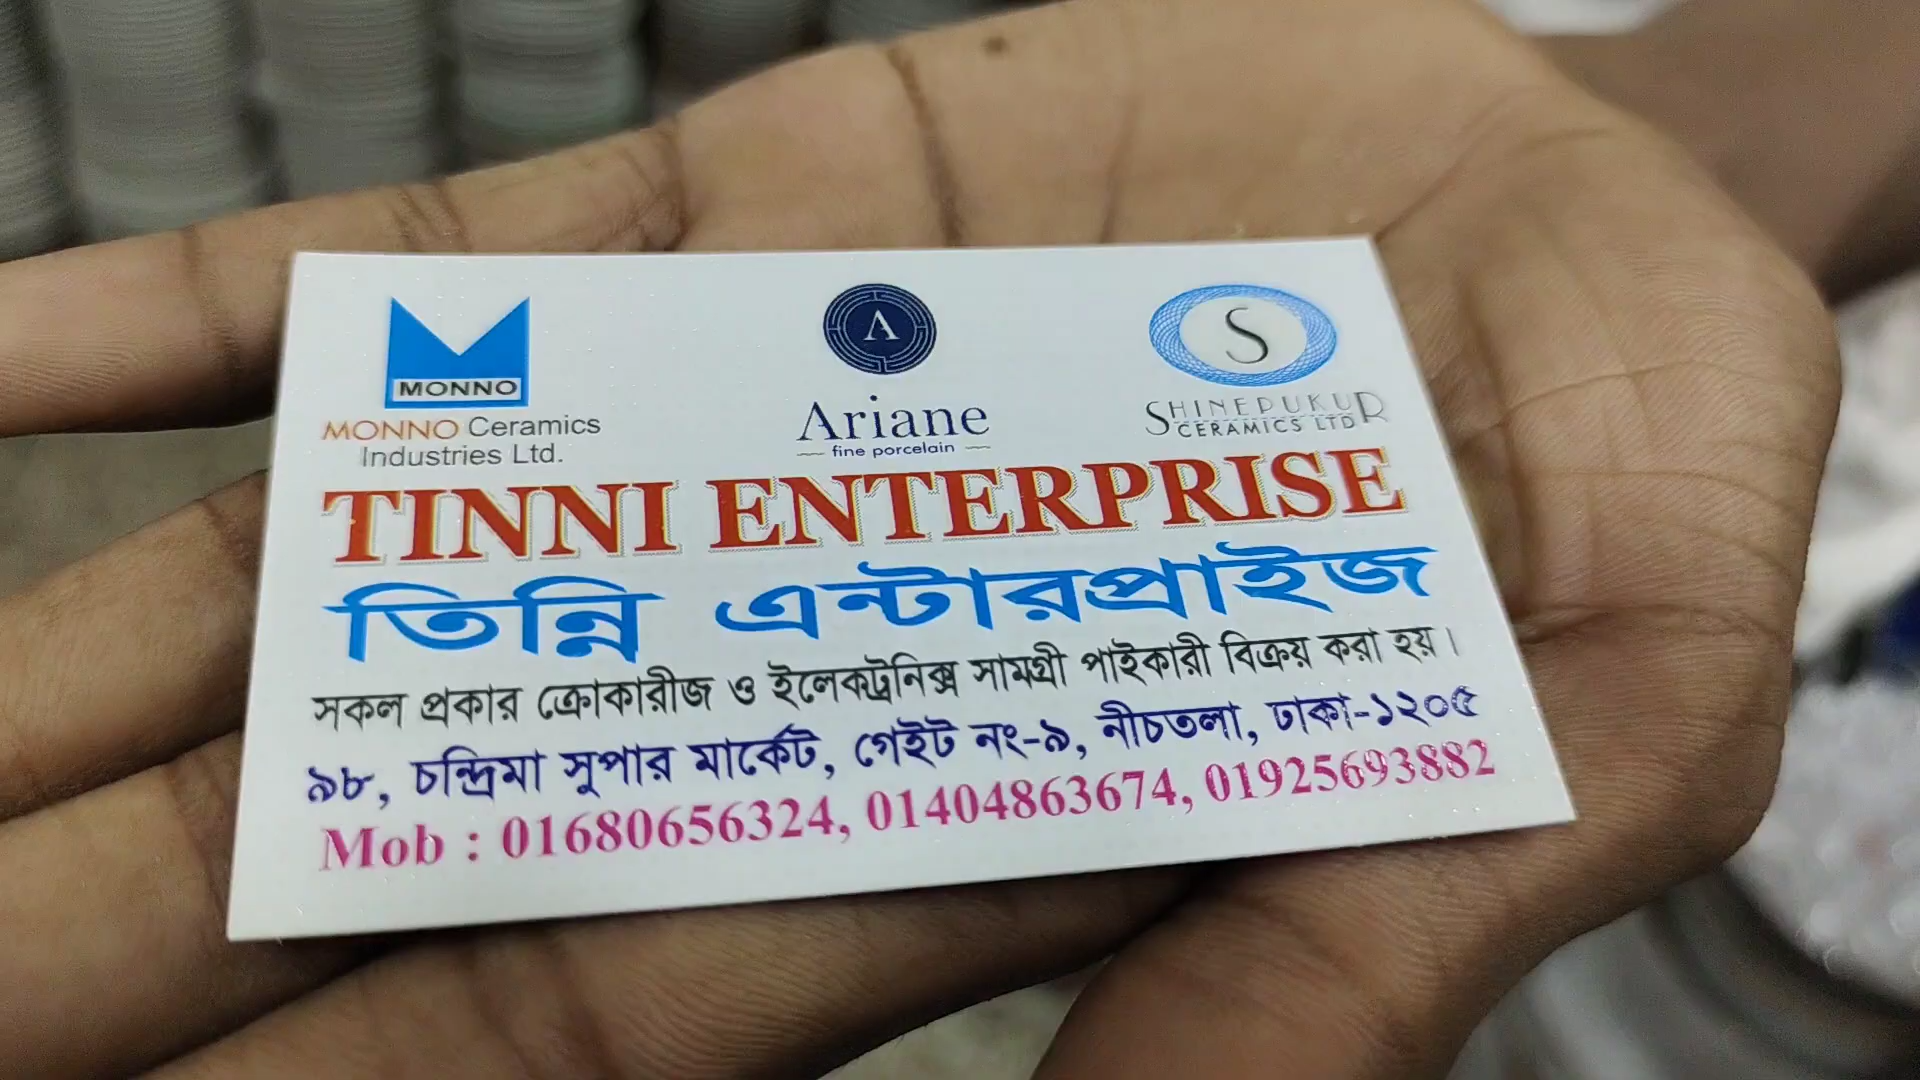 MONNO
MONNO Ceramics
Industries Ltd.
A
Ariane
fine porcelain
S
SHINEPUKUR
CERAMICS LTD
TINNI ENTERPRISE
তিন্নি এন্টারপ্রাইজ
সকল প্রকার ক্রোকারীজ ও ইলেকট্রনিক্স সামগ্রী পাইকারী বিক্রয় করা হয়।
৯৮, চন্দ্রিমা সুপার মার্কেট, গেইট নং-৯, নীচতলা, ঢাকা-১২০৫
Mob : 01680656324, 01404863674, 01925693882